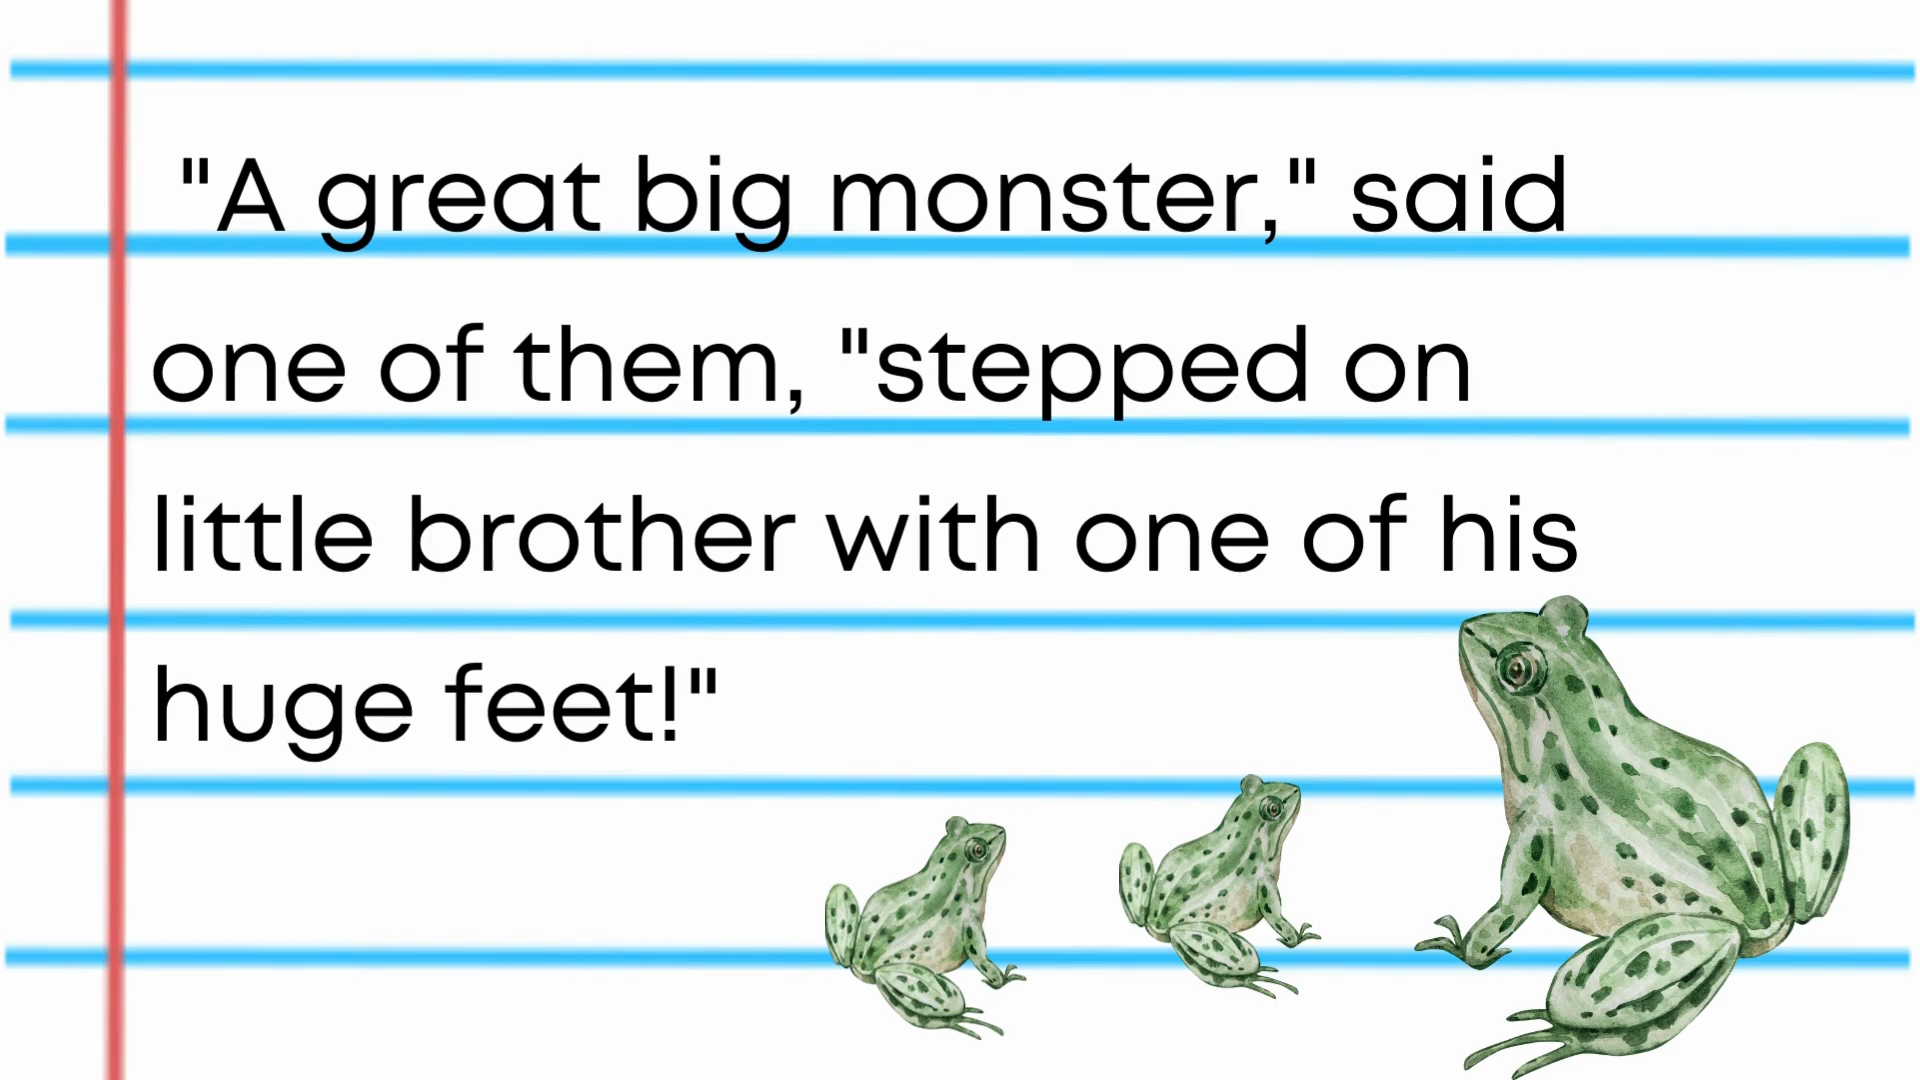 "A great big monster," said
one of them, "stepped on
little brother with one of his
huge feet!"